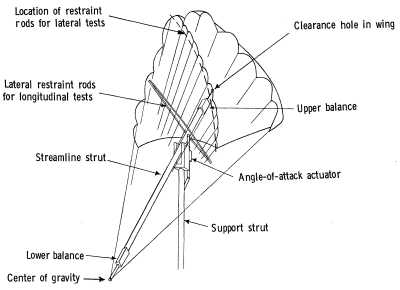 Location of restraint
rods for lateral tests
Clearance hole in wing
Lateral restraint rods
for longitudinal tests
Upper balance
Streamline strut
Angle-of-attack actuator
Support strut
Lower balance
Center of gravity